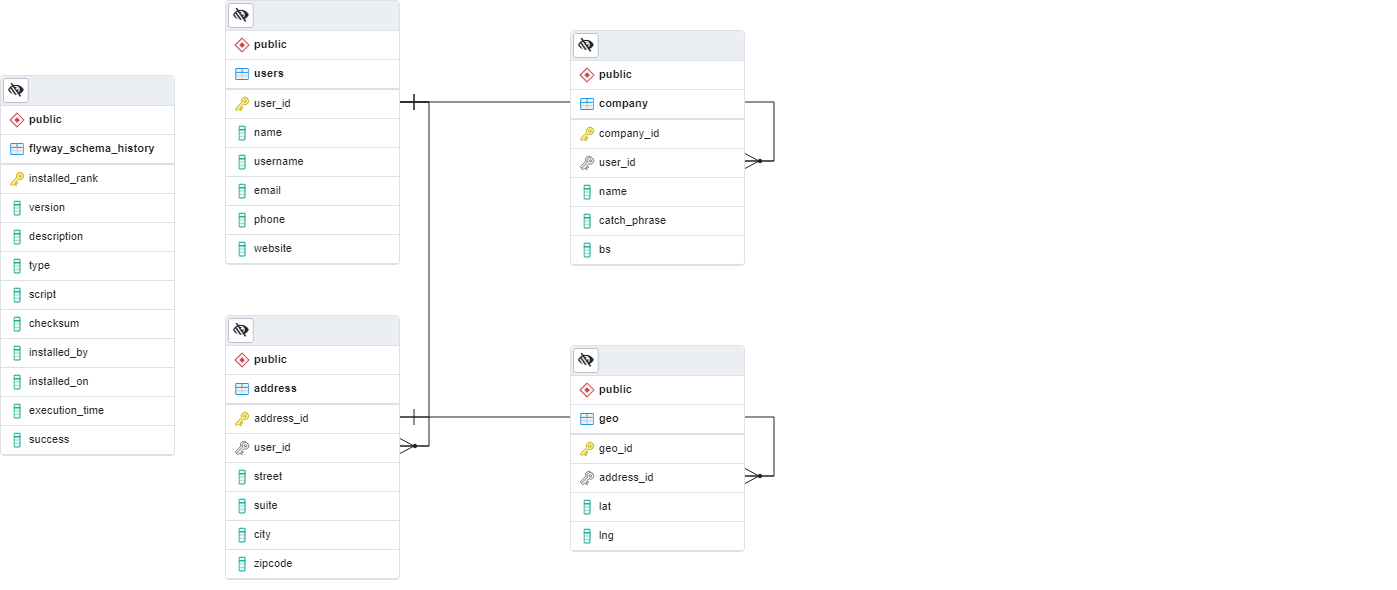 public
flyway_schema_history
installed_rank
version
description
type
script
checksum
installed_by
installed_on
execution_time
success
public
users
user_id
name
username
email
phone
website
public
address
address_id
user_id
street
suite
city
zipcode
public
company
company_id
user_id
name
catch_phrase
bs
public
geo
geo_id
address_id
lat
lng